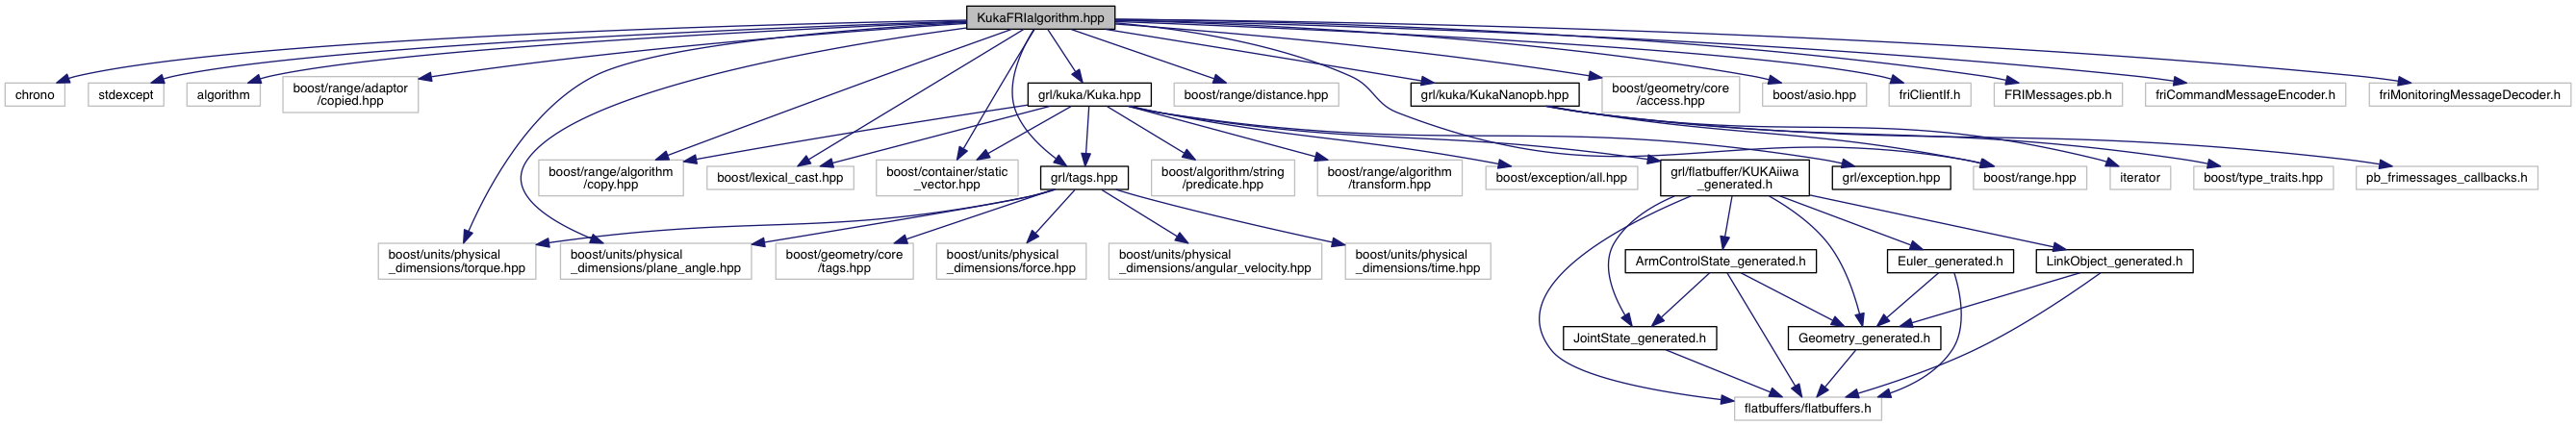 KukaFRIalgorithm.hpp
chrono
stdexcept
algorithm
boost/range/adaptor
/copied.hpp
grl/kuka/Kuka.hpp
boost/range/distance.hpp
grl/kuka/KukaNanopb.hpp
boost/geometry/core
/access.hpp
boost/asio.hpp
friClientIf.h
FRIMessages.pb.h
friCommandMessageEncoder.h
friMonitoringMessageDecoder.h
boost/range/algorithm
/copy.hpp
boost/lexical_cast.hpp
boost/container/static
_vector.hpp
grl/tags.hpp
boost/algorithm/string
/predicate.hpp
boost/range/algorithm
/transform.hpp
boost/exception/all.hpp
grl/flatbuffer/KUKAiiwa
_generated.h
grl/exception.hpp
boost/range.hpp
iterator
boost/type_traits.hpp
pb_frimessages_callbacks.h
boost/units/physical
_dimensions/torque.hpp
boost/units/physical
_dimensions/plane_angle.hpp
boost/geometry/core
/tags.hpp
boost/units/physical
_dimensions/force.hpp
boost/units/physical
_dimensions/angular_velocity.hpp
boost/units/physical
_dimensions/time.hpp
ArmControlState_generated.h
Euler_generated.h
LinkObject_generated.h
JointState_generated.h
Geometry_generated.h
flatbuffers/flatbuffers.h